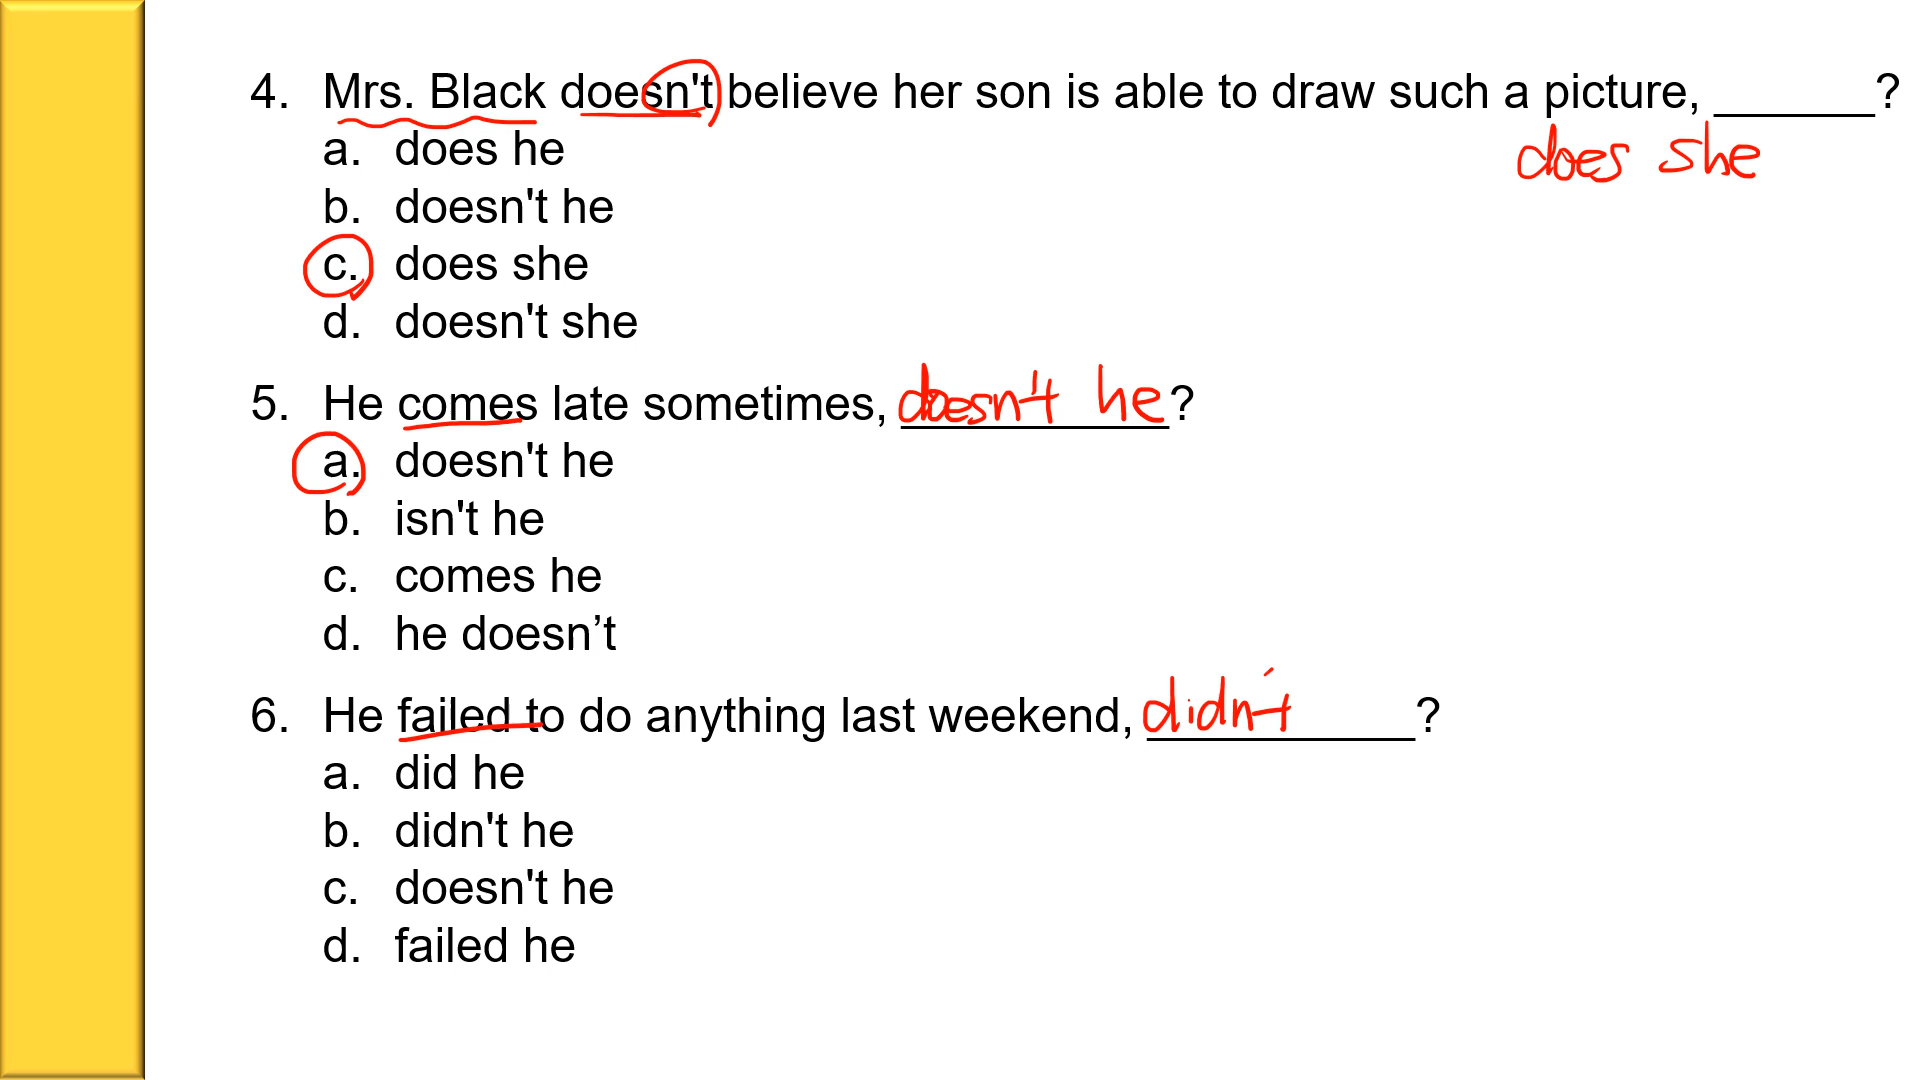 4. Mrs. Black doesn't believe her son is able to draw such a picture, _______?
does she
a. does he
b. doesn't he
c. does she
d. doesn't she
5. He comes late sometimes, doesn't he?
a. doesn't he
b. isn't he
c. comes he
d. he doesn’t
6. He failed to do anything last weekend, didn't ?
a. did he
b. didn't he
c. doesn't he
d. failed he